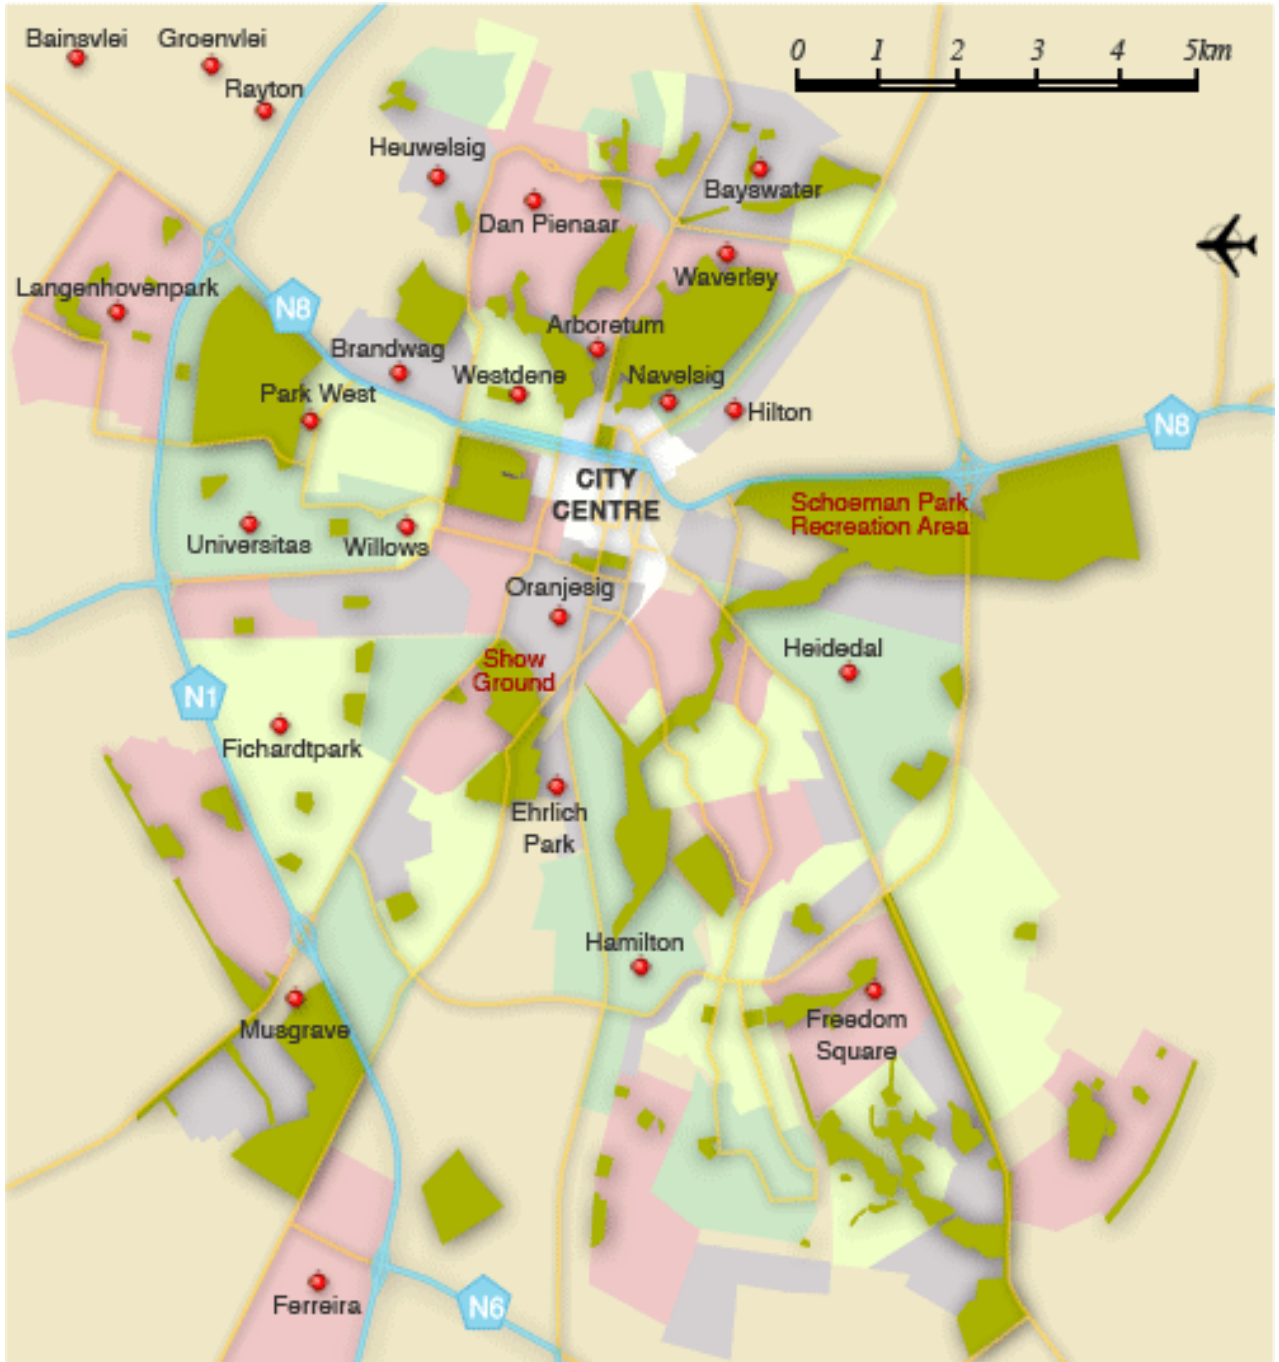 Bainsvlei
Groenvlei
Rayton
0 1 2 3 4 5km
Heuwelsig
Bayswater
Dan Pienaar
Waverley
Langenhovenpark
N8
Arboretum
Brandwag
Westdene
Navelsig
Park West
Hilton
N8
CITY
CENTRE
Schoeman Park
Recreation Area
Universitas
Willows
Oranjesig
Heidedal
Show
Ground
N1
Fichardtpark
Ehrlich
Park
Hamilton
Freedom
Square
Musgrave
Ferreira
N6